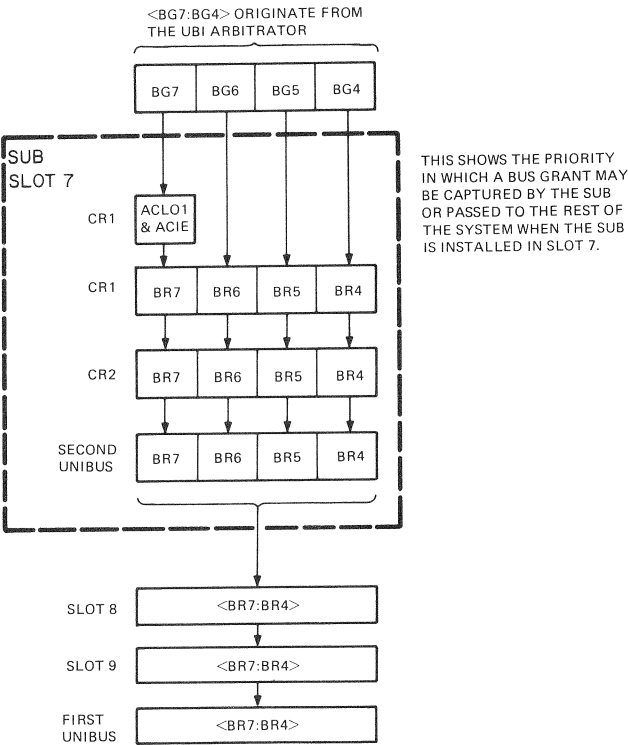 <BG7:BG4> ORIGINATE FROM
THE UBI ARBITRATOR
BG7 BG6 BG5 BG4
SUB
SLOT 7
THIS SHOWS THE PRIORITY
IN WHICH A BUS GRANT MAY
BE CAPTURED BY THE SUB
OR PASSED TO THE REST OF
THE SYSTEM WHEN THE SUB
IS INSTALLED IN SLOT 7.
CR1
ACLO1
& ACIE
CR1 BR7 BR6 BR5 BR4
CR2 BR7 BR6 BR5 BR4
SECOND
UNIBUS
BR7 BR6 BR5 BR4
SLOT 8 <BR7:BR4>
SLOT 9 <BR7:BR4>
FIRST
UNIBUS
<BR7:BR4>